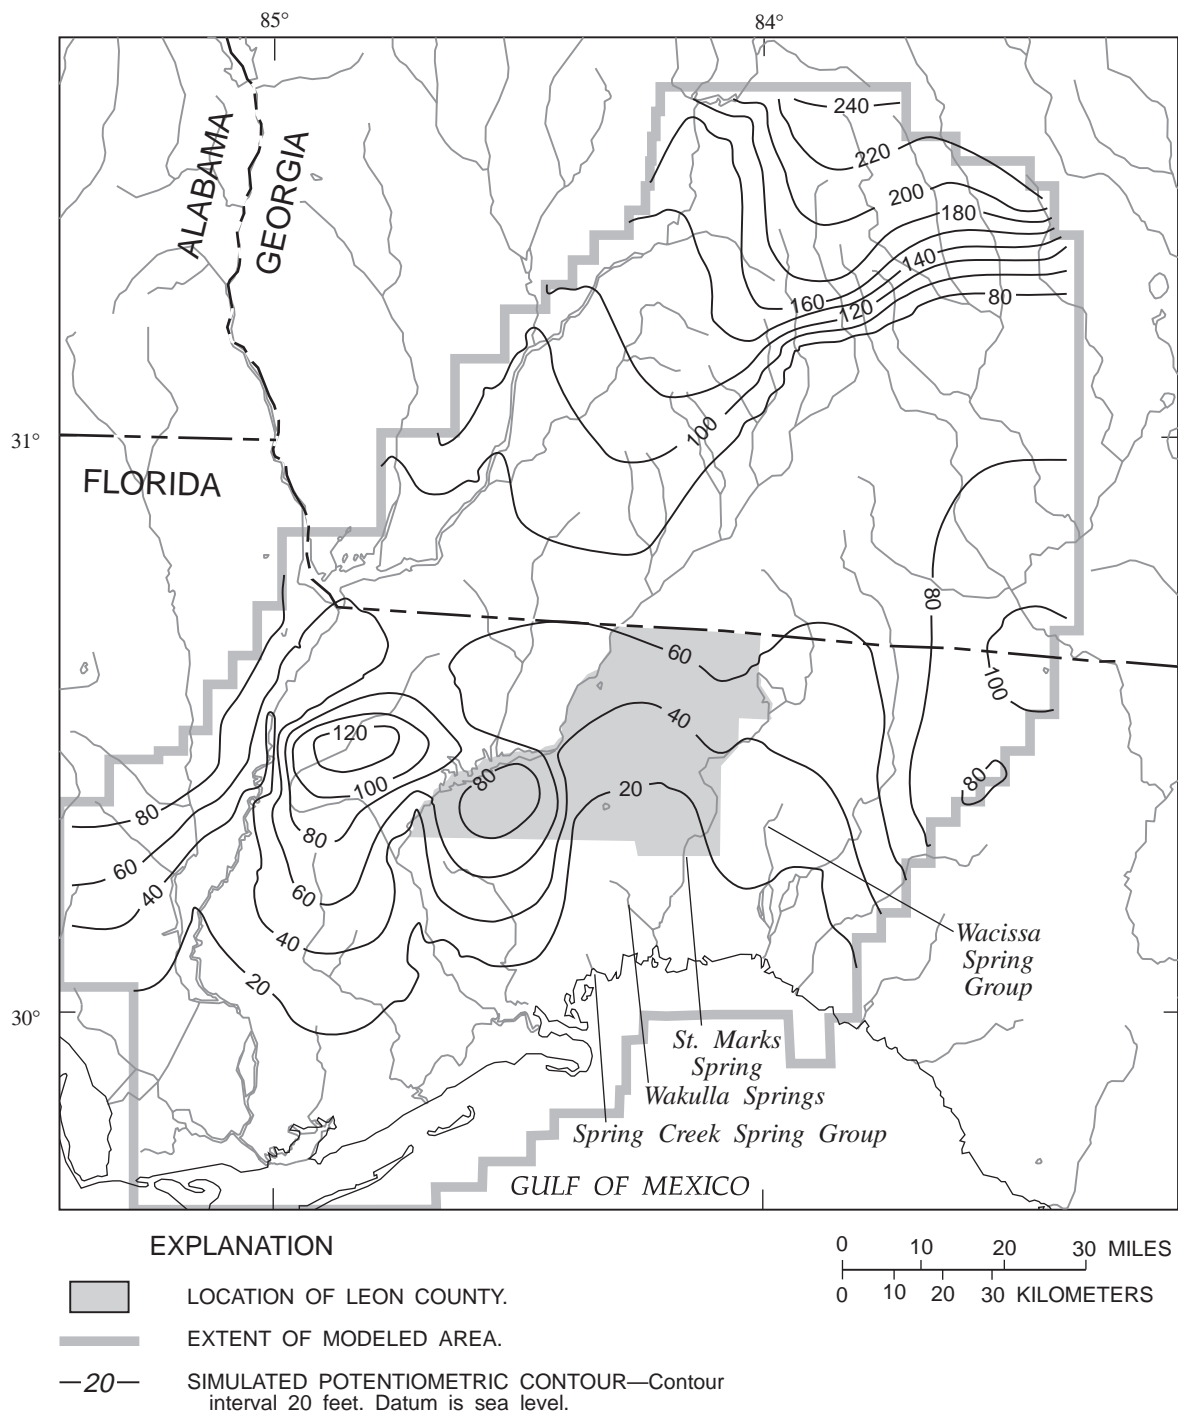 85°
84°
240
220
200
180
140
160
120
80
100
ALABAMA
GEORGIA
31°
FLORIDA
80
60
100
40
120
80
100
80
20
80
80
60
60
40
40
20
Wacissa
Spring
Group
30°
St. Marks
Spring
Wakulla Springs
Spring Creek Spring Group
GULF OF MEXICO
EXPLANATION
LOCATION OF LEON COUNTY.
EXTENT OF MODELED AREA.
20
SIMULATED POTENTIOMETRIC CONTOUR—Contour
interval 20 feet. Datum is sea level.
0 10 20 30 MILES
0 10 20 30 KILOMETERS